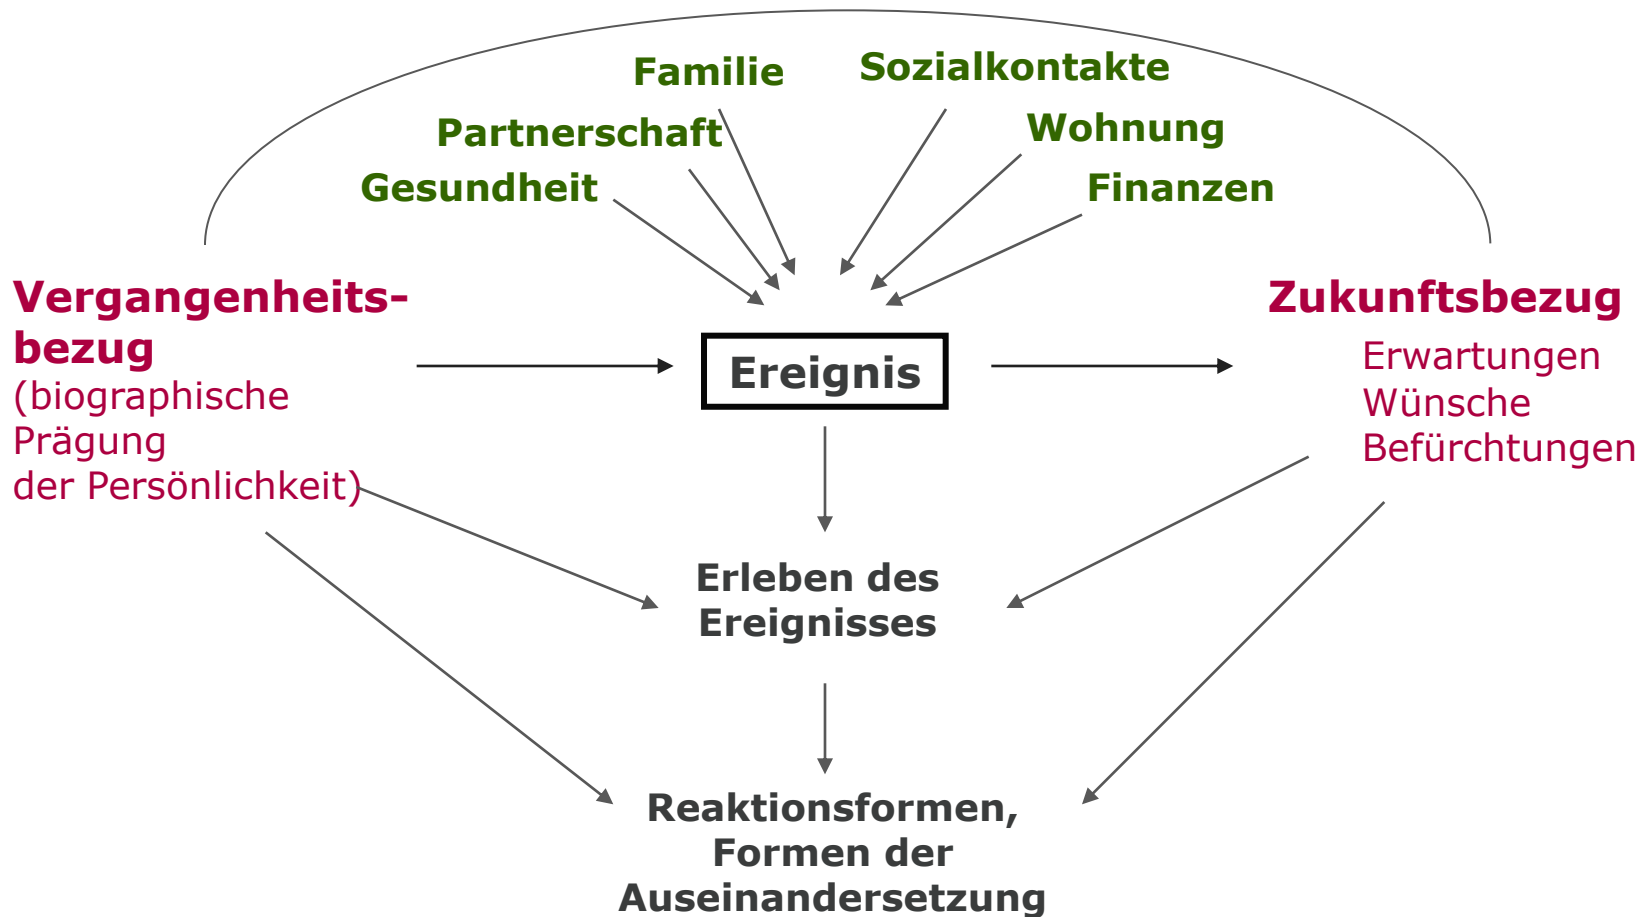 Familie
Sozialkontakte
Partnerschaft
Wohnung
Gesundheit
Finanzen
Vergangenheits-
bezug
(biographische
Prägung
der Persönlichkeit)
Ereignis
Zukunftsbezug
Erwartungen
Wünsche
Befürchtungen
Erleben des
Ereignisses
Reaktionsformen,
Formen der
Auseinandersetzung